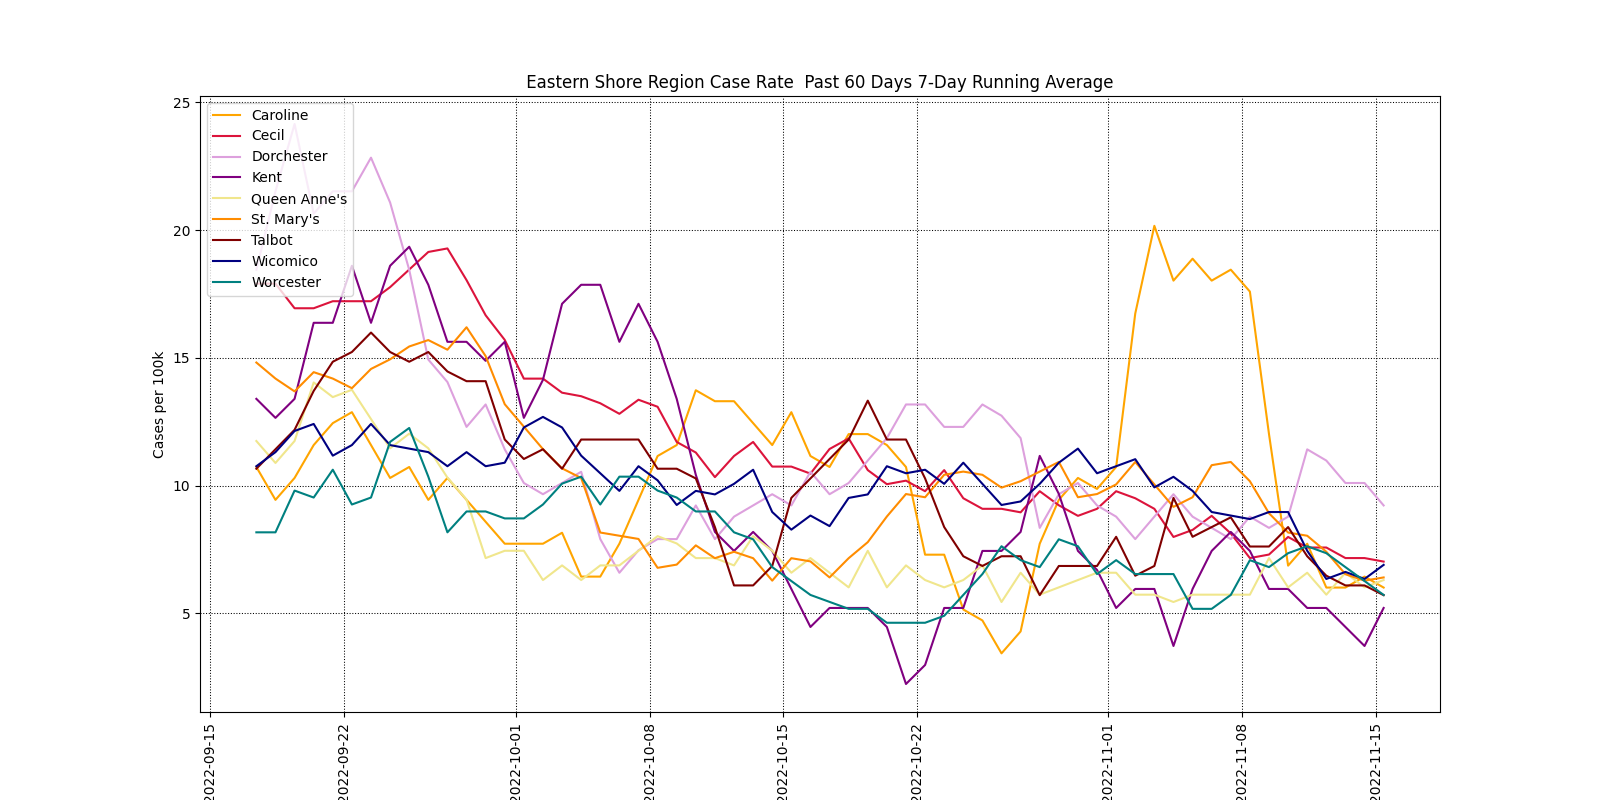 Eastern Shore Region Case Rate  Past 60 Days 7-Day Running Average
Cases per 100k
25
20
15
10
5
Caroline
Cecil
Dorchester
Kent
Queen Anne's
St. Mary's
Talbot
Wicomico
Worcester
2022-09-15
2022-09-22
2022-10-01
2022-10-08
2022-10-15
2022-10-22
2022-11-01
2022-11-08
2022-11-15